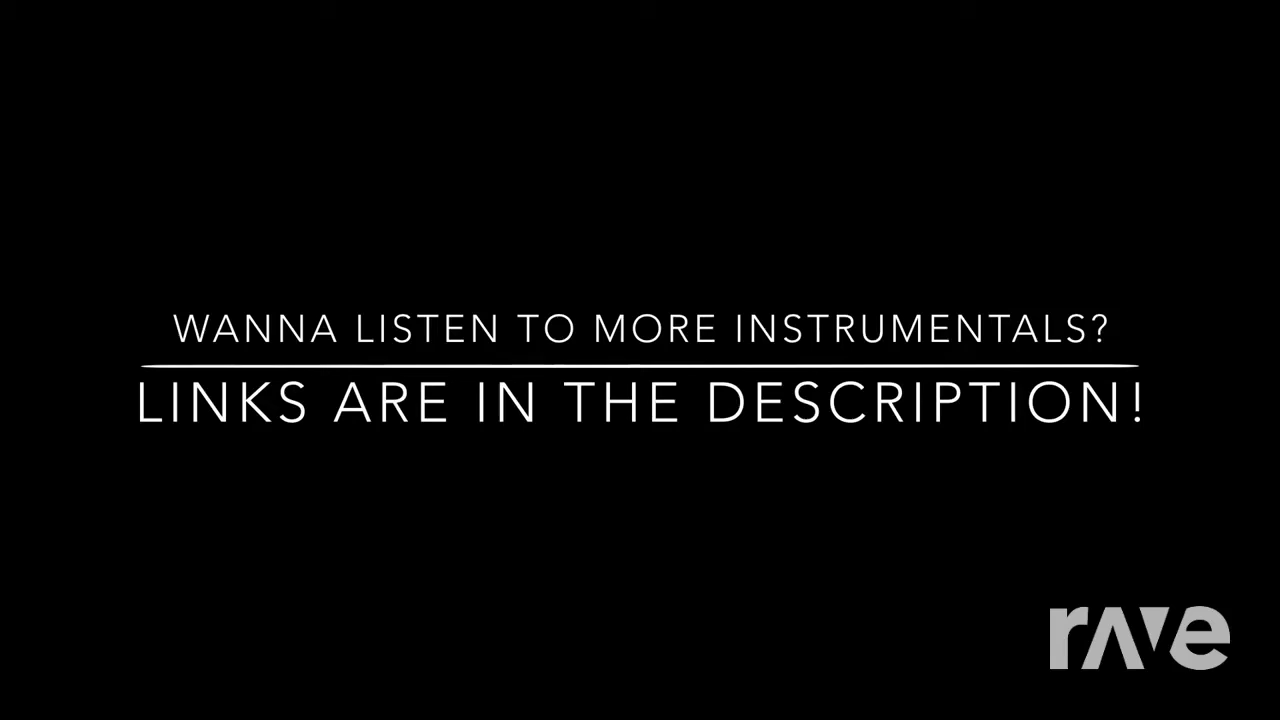 WANNA LISTEN TO MORE INSTRUMENTALS?
LINKS ARE IN THE DESCRIPTION!
rave